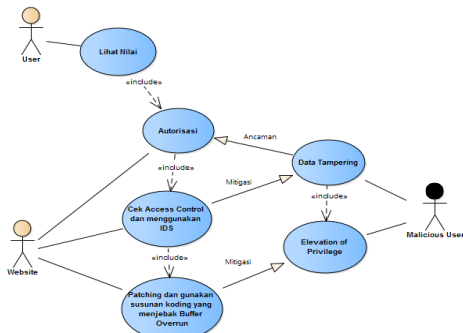 User
Lihat Nilai
«include»
Autorisasi
Ancaman
«include»
Data Tampering
Mitigasi
«include»
Cek Access Control
dan menggunakan
IDS
Malicious User
Website
«include»
Elevation of
Privilege
Mitigasi
Patching dan gunakan
susunan koding yang
menjebak Buffer
Overrun